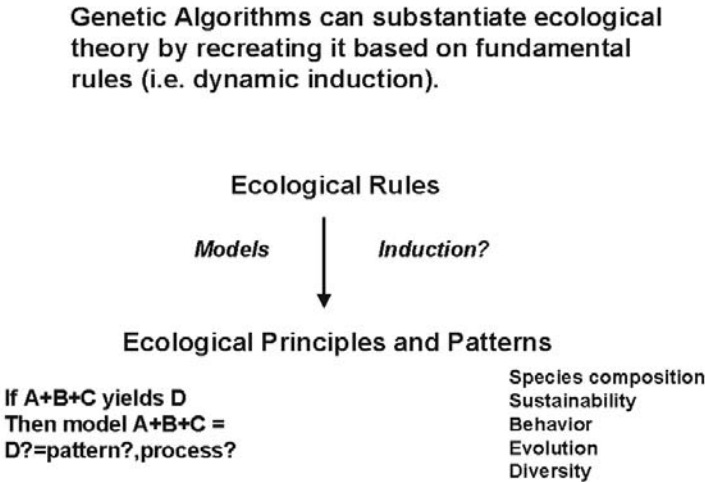 Genetic Algorithms can substantiate ecological
theory by recreating it based on fundamental
rules (i.e. dynamic induction).
Ecological Rules
Models
Induction?
Ecological Principles and Patterns
If A+B+C yields D
Then model A+B+C =
D?=pattern?,process?
Species composition
Sustainability
Behavior
Evolution
Diversity